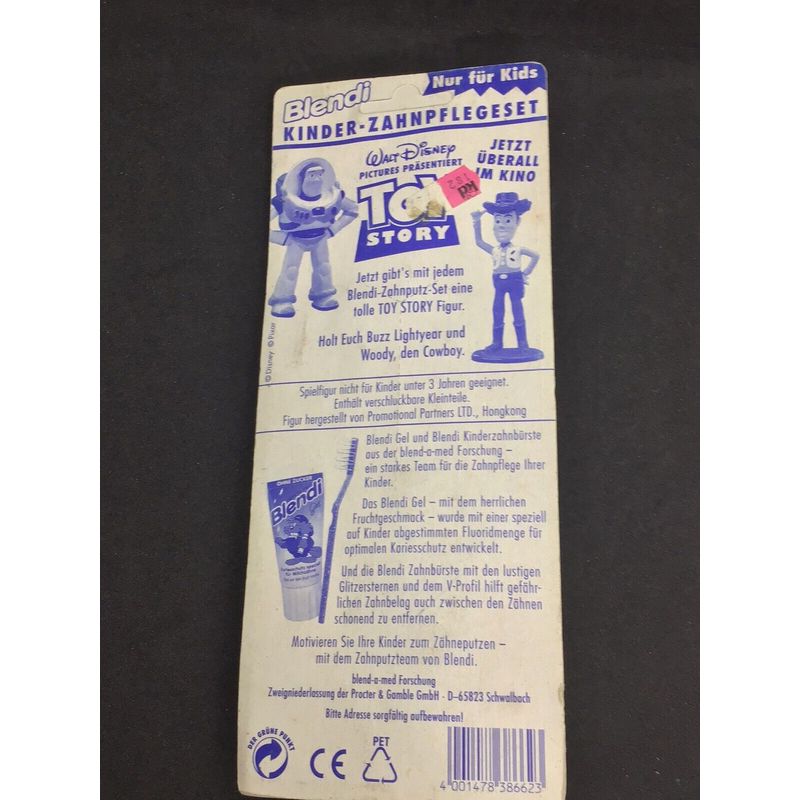 Blendi
Nur für Kids
KINDER-ZAHNPFLEGESET
WALT DISNEY
PICTURES PRÄSENTIERT
TOY
STORY
JETZT
ÜBERALL
IM KINO
182
Jetzt gibt's mit jedem
Blendi-Zahnputz-Set eine
tolle TOY STORY Figur.
Holt Euch Buzz Lightyear und
Woody, den Cowboy.
© Disney © Pixar
Spielfigur nicht für Kinder unter 3 Jahren geeignet.
Enthält verschluckbare Kleinteile.
Figur hergestellt von Promotional Partners LTD., Hongkong
Blendi Gel und Blendi Kinderzahnbürste
aus der blend-a-med Forschung –
ein starkes Team für die Zahnpflege Ihrer
Kinder.
OHNE ZUCKER
Blendi
Gel
Das Blendi Gel – mit dem herrlichen
Fruchtgeschmack – wurde mit einer speziell
auf Kinder abgestimmten Fluoridmenge für
optimalen Kariesschutz entwickelt.
Und die Blendi Zahnbürste mit den lustigen
Glitzersternen und dem V-Profil hilft gefähr-
lichen Zahnbelag auch zwischen den Zähnen
schonend zu entfernen.
Motivieren Sie Ihre Kinder zum Zähneputzen –
mit dem Zahnputzteam von Blendi.
blend-a-med Forschung
Zweigniederlassung der Procter & Gamble GmbH · D-65823 Schwalbach
Bitte Adresse sorgfältig aufbewahren!
DER GRÜNE PUNKT
CE
PET
4 001478 386623